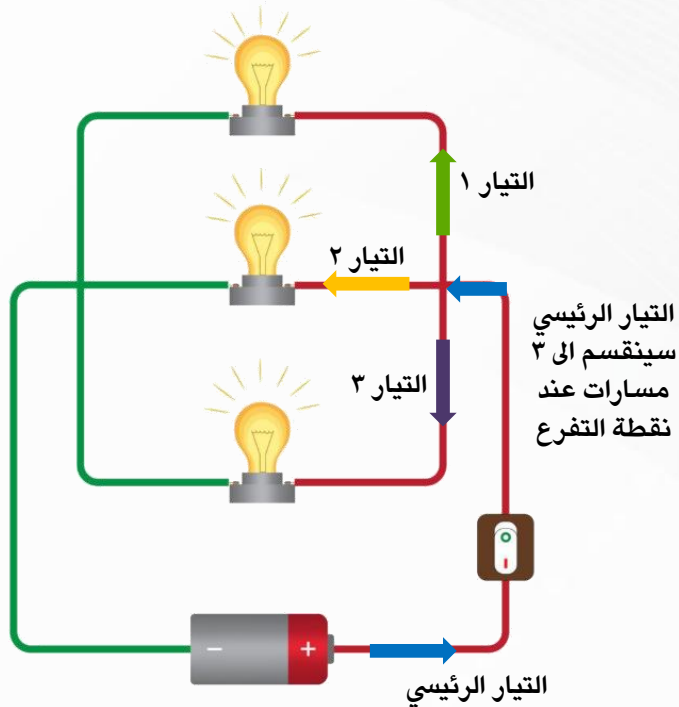 التيار ١
التيار ٢
التيار الرئيسي
سينقسم الى ٣
مسارات عند
نقطة التفرع
التيار ٣
− +
التيار الرئيسي